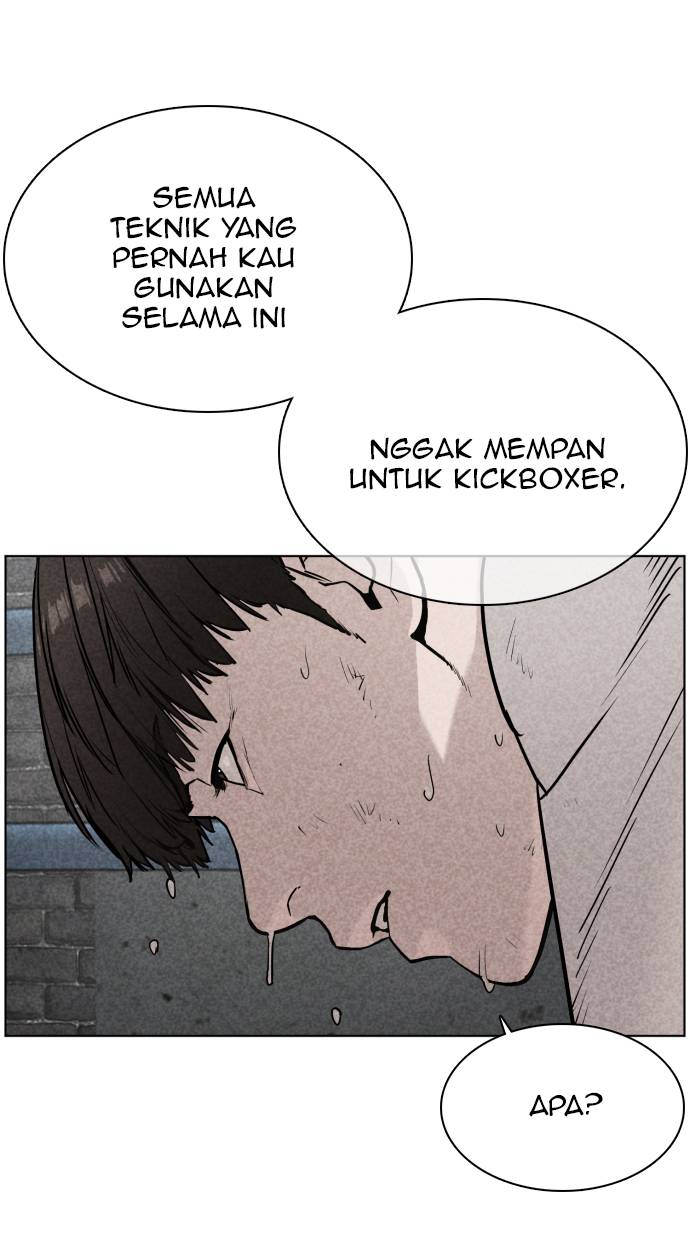 SEMUA
TEKNIK YANG
PERNAH KAU
GUNAKAN
SELAMA INI
NGGAK MEMPAN
UNTUK KICKBOXER.
APA?